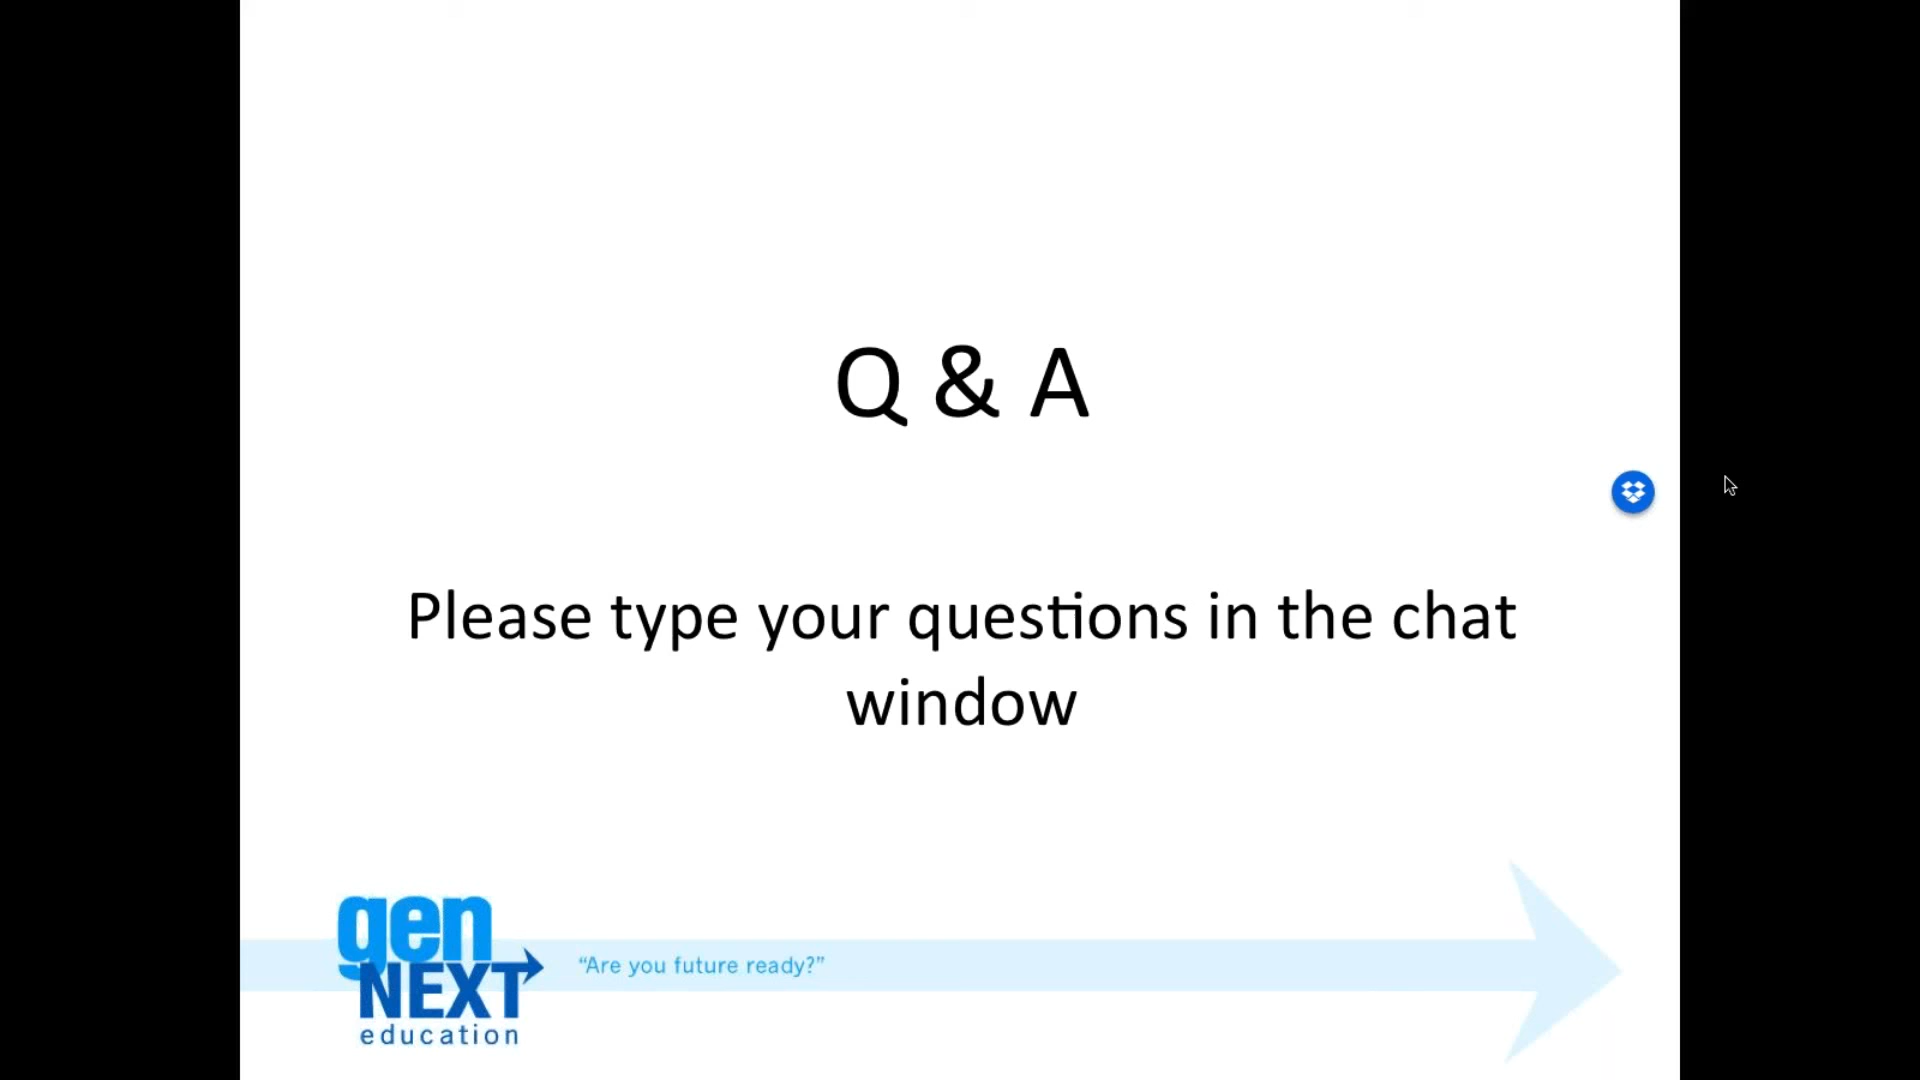 Q & A
Please type your questions in the chat
window
gen
NEXT
education
“Are you future ready?”